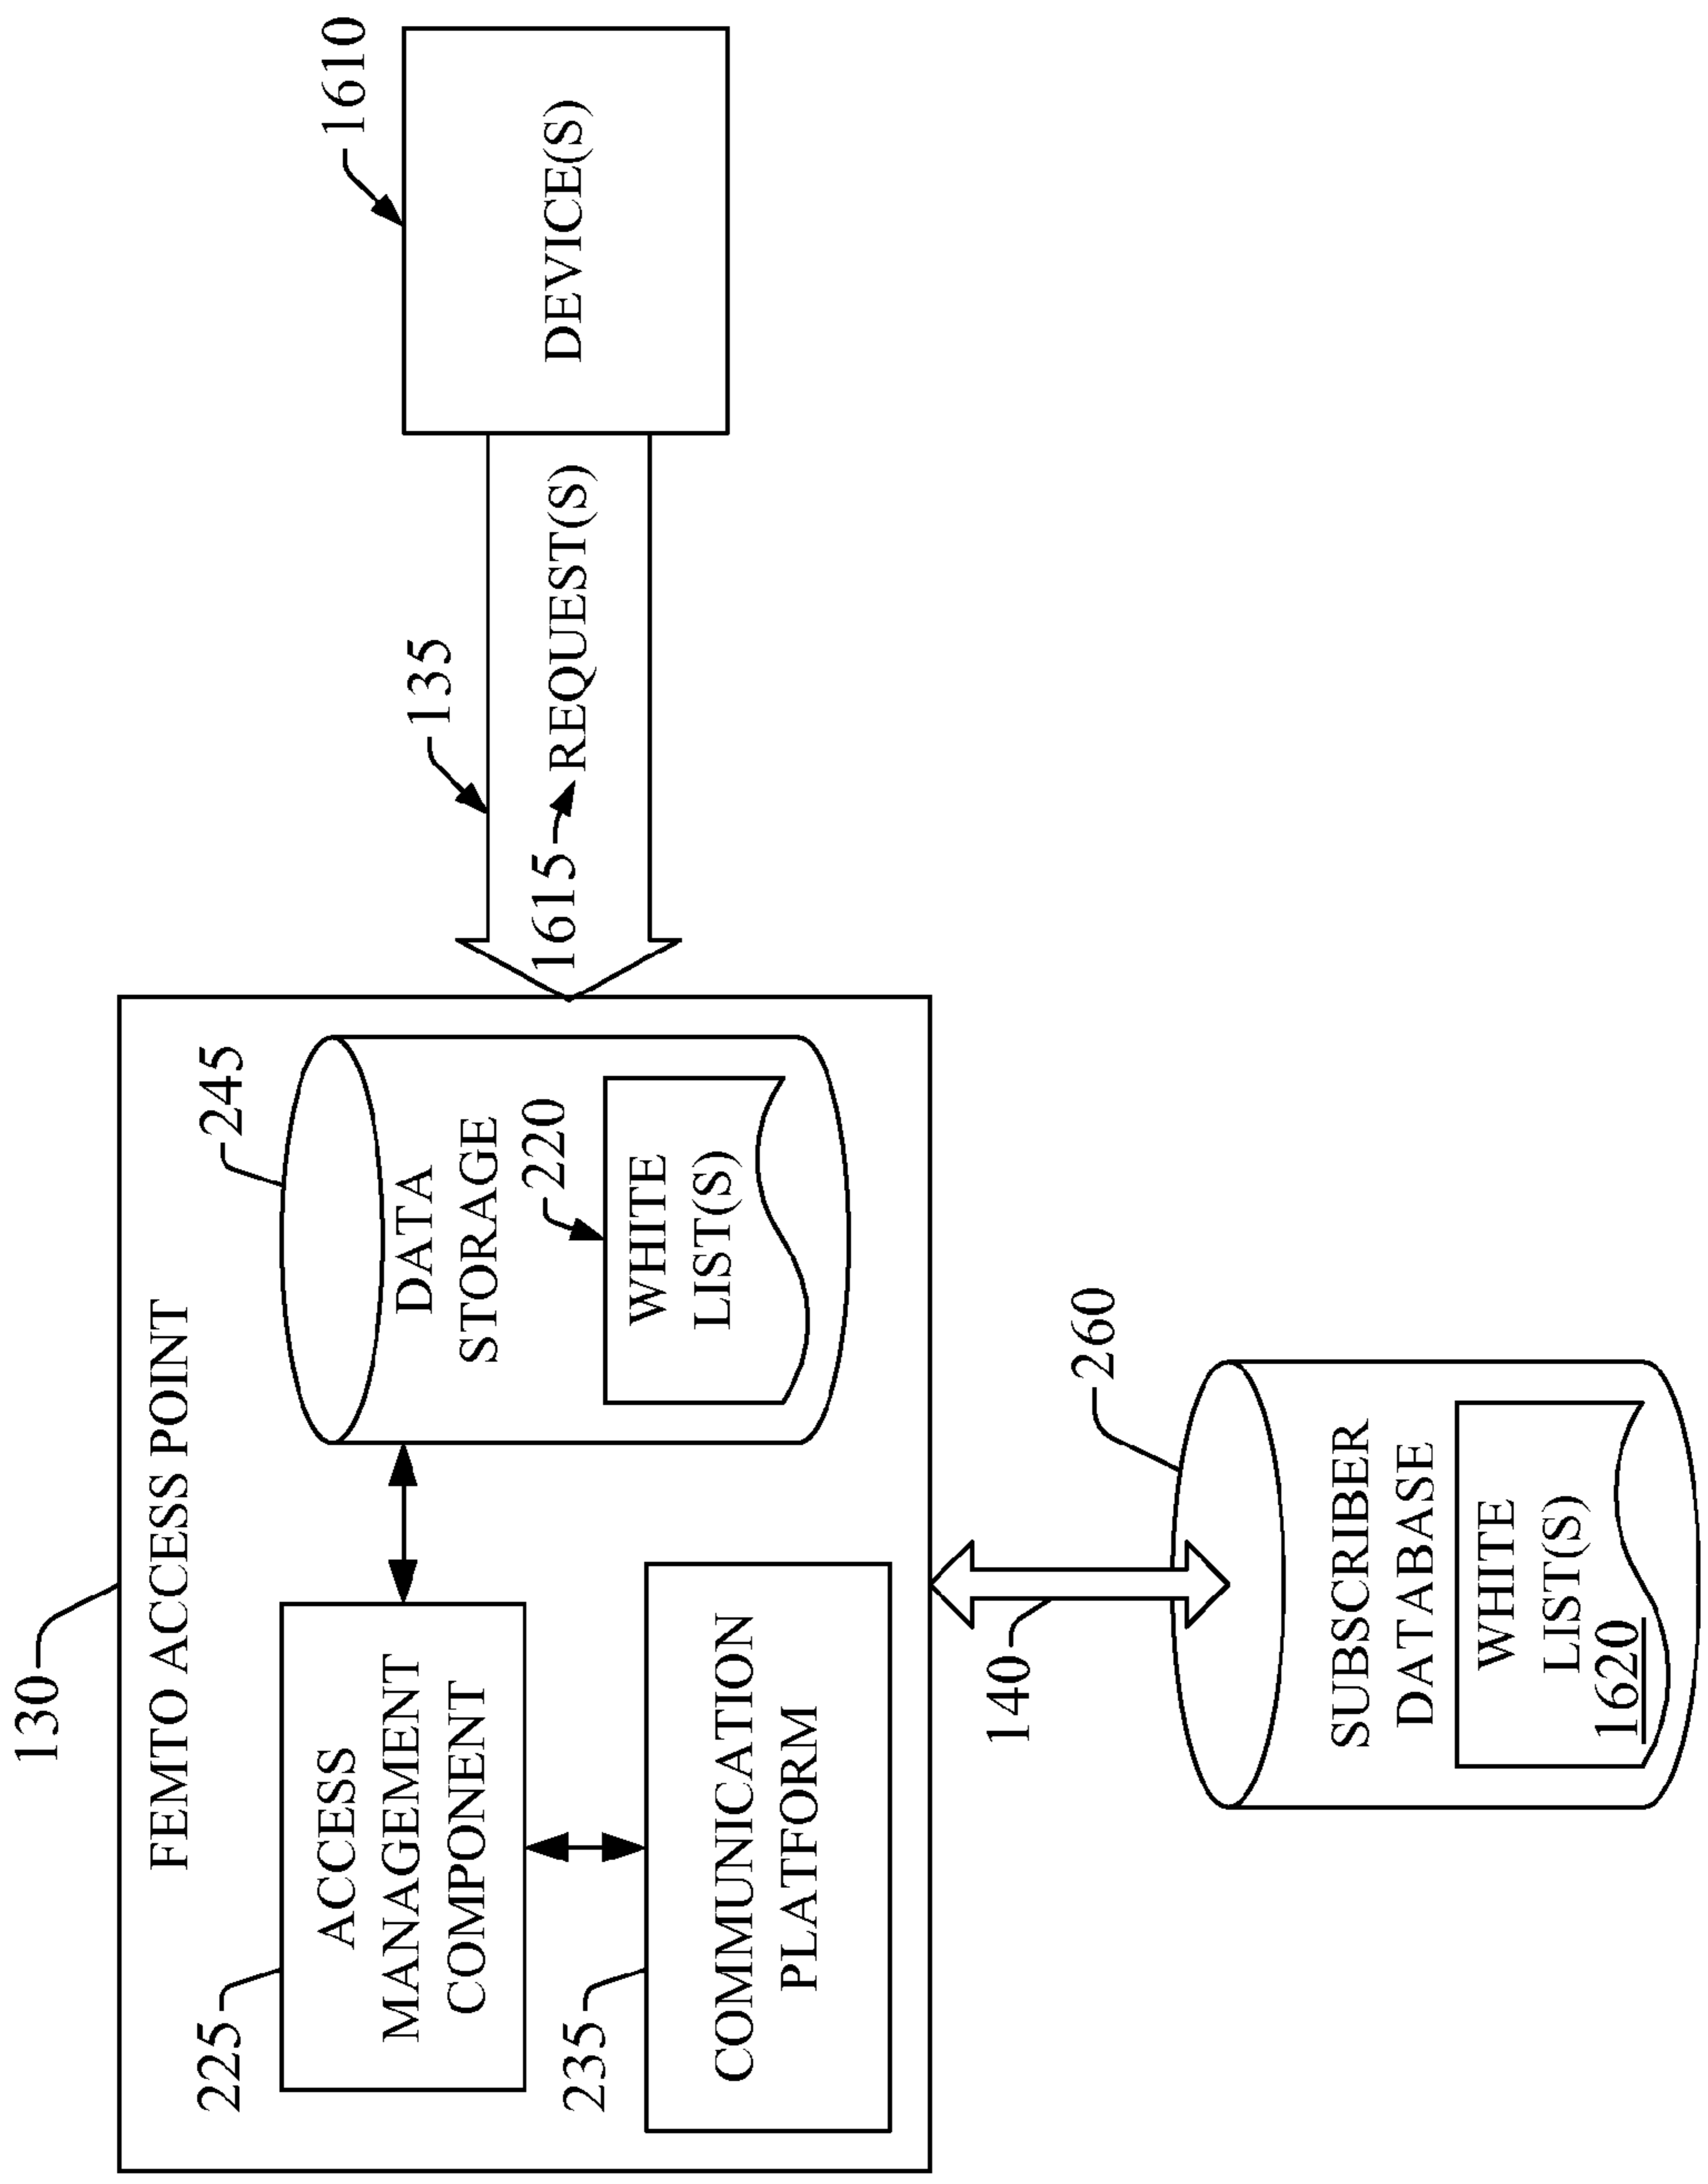 130
FEMTO ACCESS POINT
225
ACCESS
MANAGEMENT
COMPONENT
245
DATA
STORAGE
220
WHITE
LIST(S)
235
COMMUNICATION
PLATFORM
135
1615
REQUEST(S)
1610
DEVICE(S)
140
260
SUBSCRIBER
DATABASE
WHITE
LIST(S)
1620